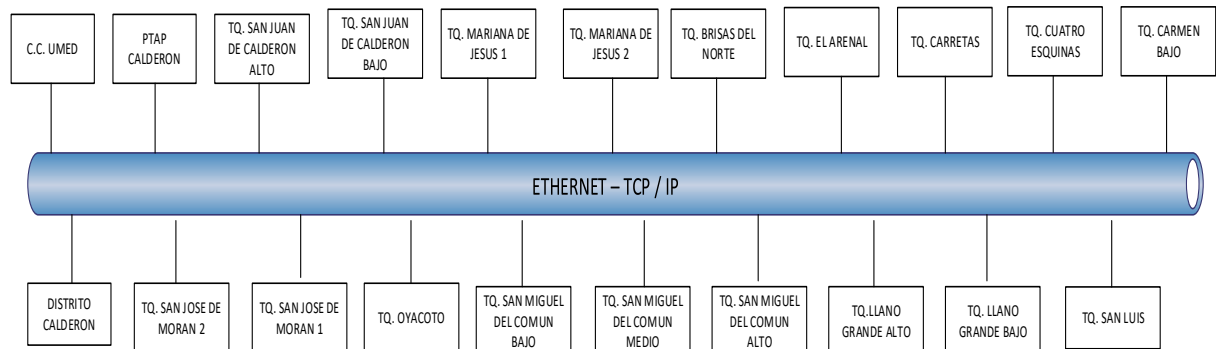 C.C. UMED
PTAP
CALDERON
TQ. SAN JUAN
DE CALDERON
ALTO
TQ. SAN JUAN
DE CALDERON
BAJO
TQ. MARIANA DE
JESUS 1
TQ. MARIANA DE
JESUS 2
TQ. BRISAS DEL
NORTE
TQ. EL ARENAL
TQ. CARRETAS
TQ. CUATRO
ESQUINAS
TQ. CARMEN
BAJO
ETHERNET – TCP / IP
DISTRITO
CALDERON
TQ. SAN JOSE DE
MORAN 2
TQ. SAN JOSE DE
MORAN 1
TQ. OYACOTO
TQ. SAN MIGUEL
DEL COMUN
BAJO
TQ. SAN MIGUEL
DEL COMUN
MEDIO
TQ. SAN MIGUEL
DEL COMUN
ALTO
TQ.LLANO
GRANDE ALTO
TQ. LLANO
GRANDE BAJO
TQ. SAN LUIS